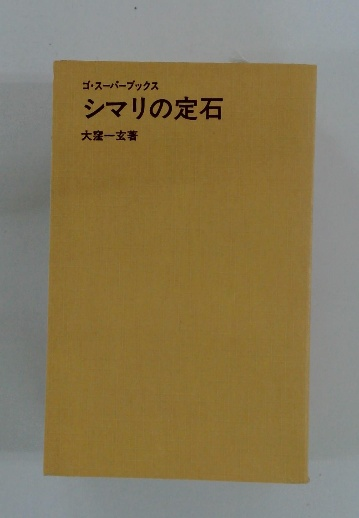 ゴ・スーパーブックス
シマリの定石
大窪一玄著